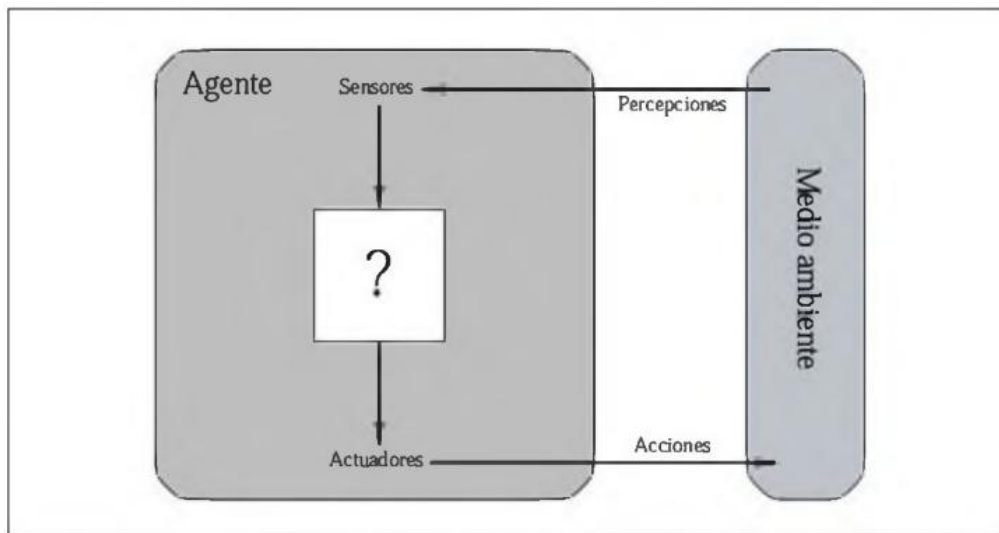 Agente
Sensores
Percepciones
?
Medio ambiente
Actuadores
Acciones